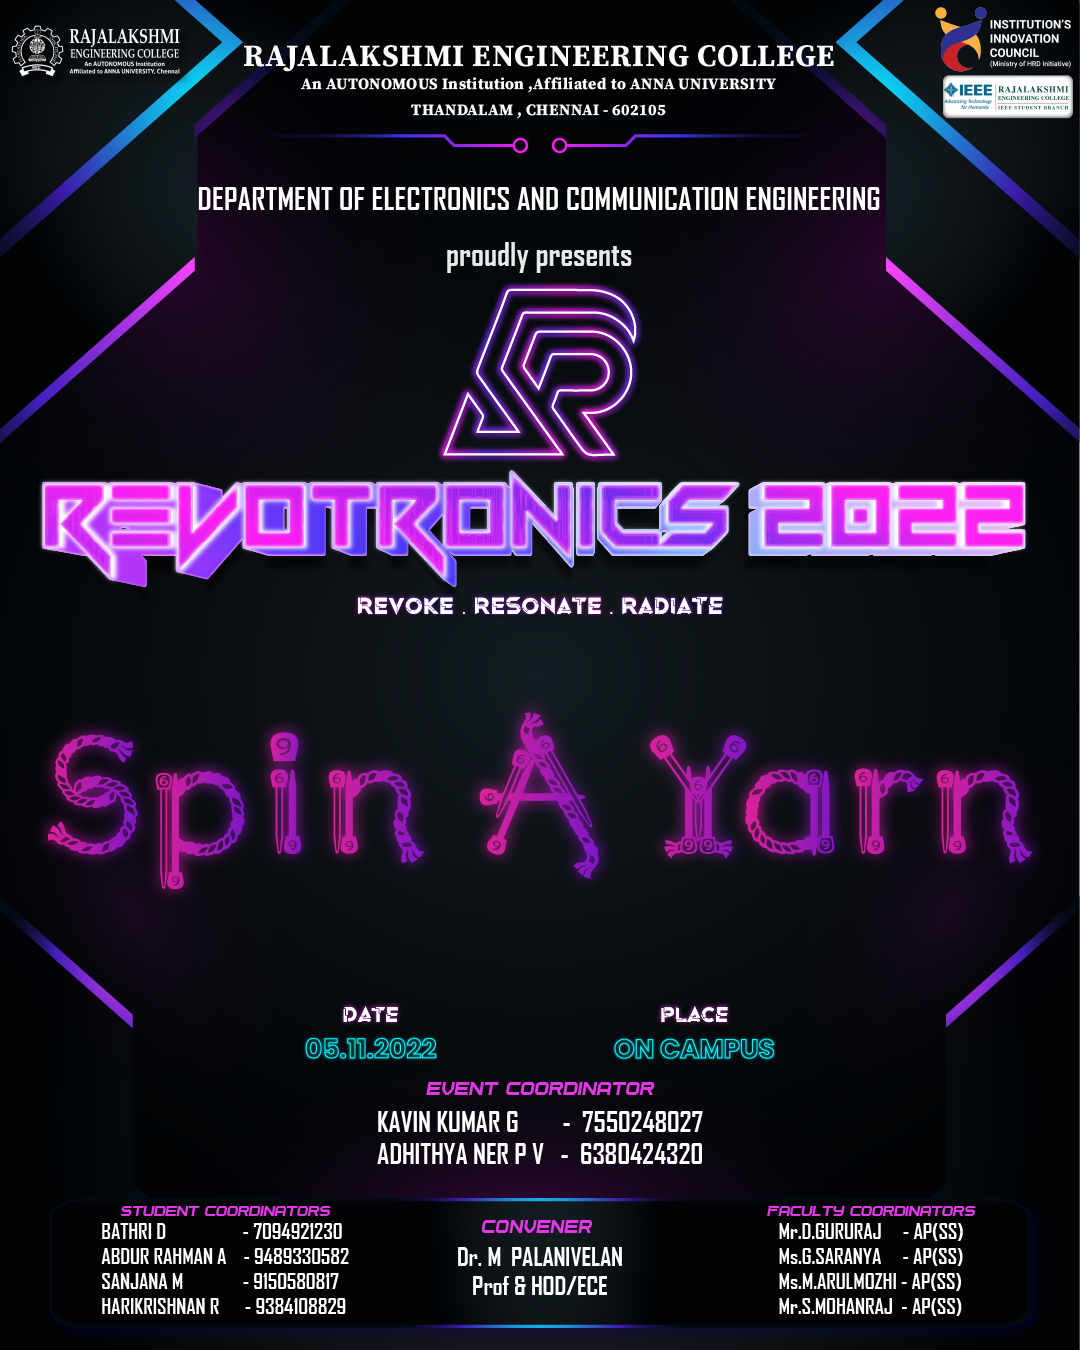 RAJALAKSHMI
ENGINEERING COLLEGE
An AUTONOMOUS Institution
Affiliated to ANNA UNIVERSITY, Chennai
RAJALAKSHMI ENGINEERING COLLEGE
An AUTONOMOUS Institution ,Affiliated to ANNA UNIVERSITY
THANDALAM , CHENNAI - 602105
INSTITUTION'S
INNOVATION
COUNCIL
(Ministry of HRD Initiative)
IEEE
Advancing Technology
for Humanity
RAJALAKSHMI
ENGINEERING COLLEGE
IEEE STUDENT BRANCH
DEPARTMENT OF ELECTRONICS AND COMMUNICATION ENGINEERING
proudly presents
REVOTRONICS 2022
REVOKE . RESONATE . RADIATE
Spin A Yarn
DATE
05.11.2022
PLACE
ON CAMPUS
EVENT COORDINATOR
KAVIN KUMAR G - 7550248027
ADHITHYA NER P V - 6380424320
STUDENT COORDINATORS
BATHRI D - 7094921230
ABDUR RAHMAN A - 9489330582
SANJANA M - 9150580817
HARIKRISHNAN R - 9384108829
CONVENER
Dr. M PALANIVELAN
Prof & HOD/ECE
FACULTY COORDINATORS
Mr.D.GURURAJ - AP(SS)
Ms.G.SARANYA - AP(SS)
Ms.M.ARULMOZHI - AP(SS)
Mr.S.MOHANRAJ - AP(SS)